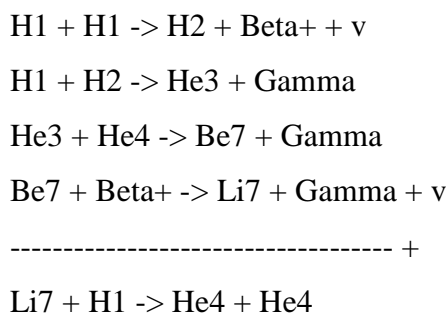 H1 + H1 -> H2 + Beta+ + v
H1 + H2 -> He3 + Gamma
He3 + He4 -> Be7 + Gamma
Be7 + Beta+ -> Li7 + Gamma + v
----------------------------------- +
Li7 + H1 -> He4 + He4